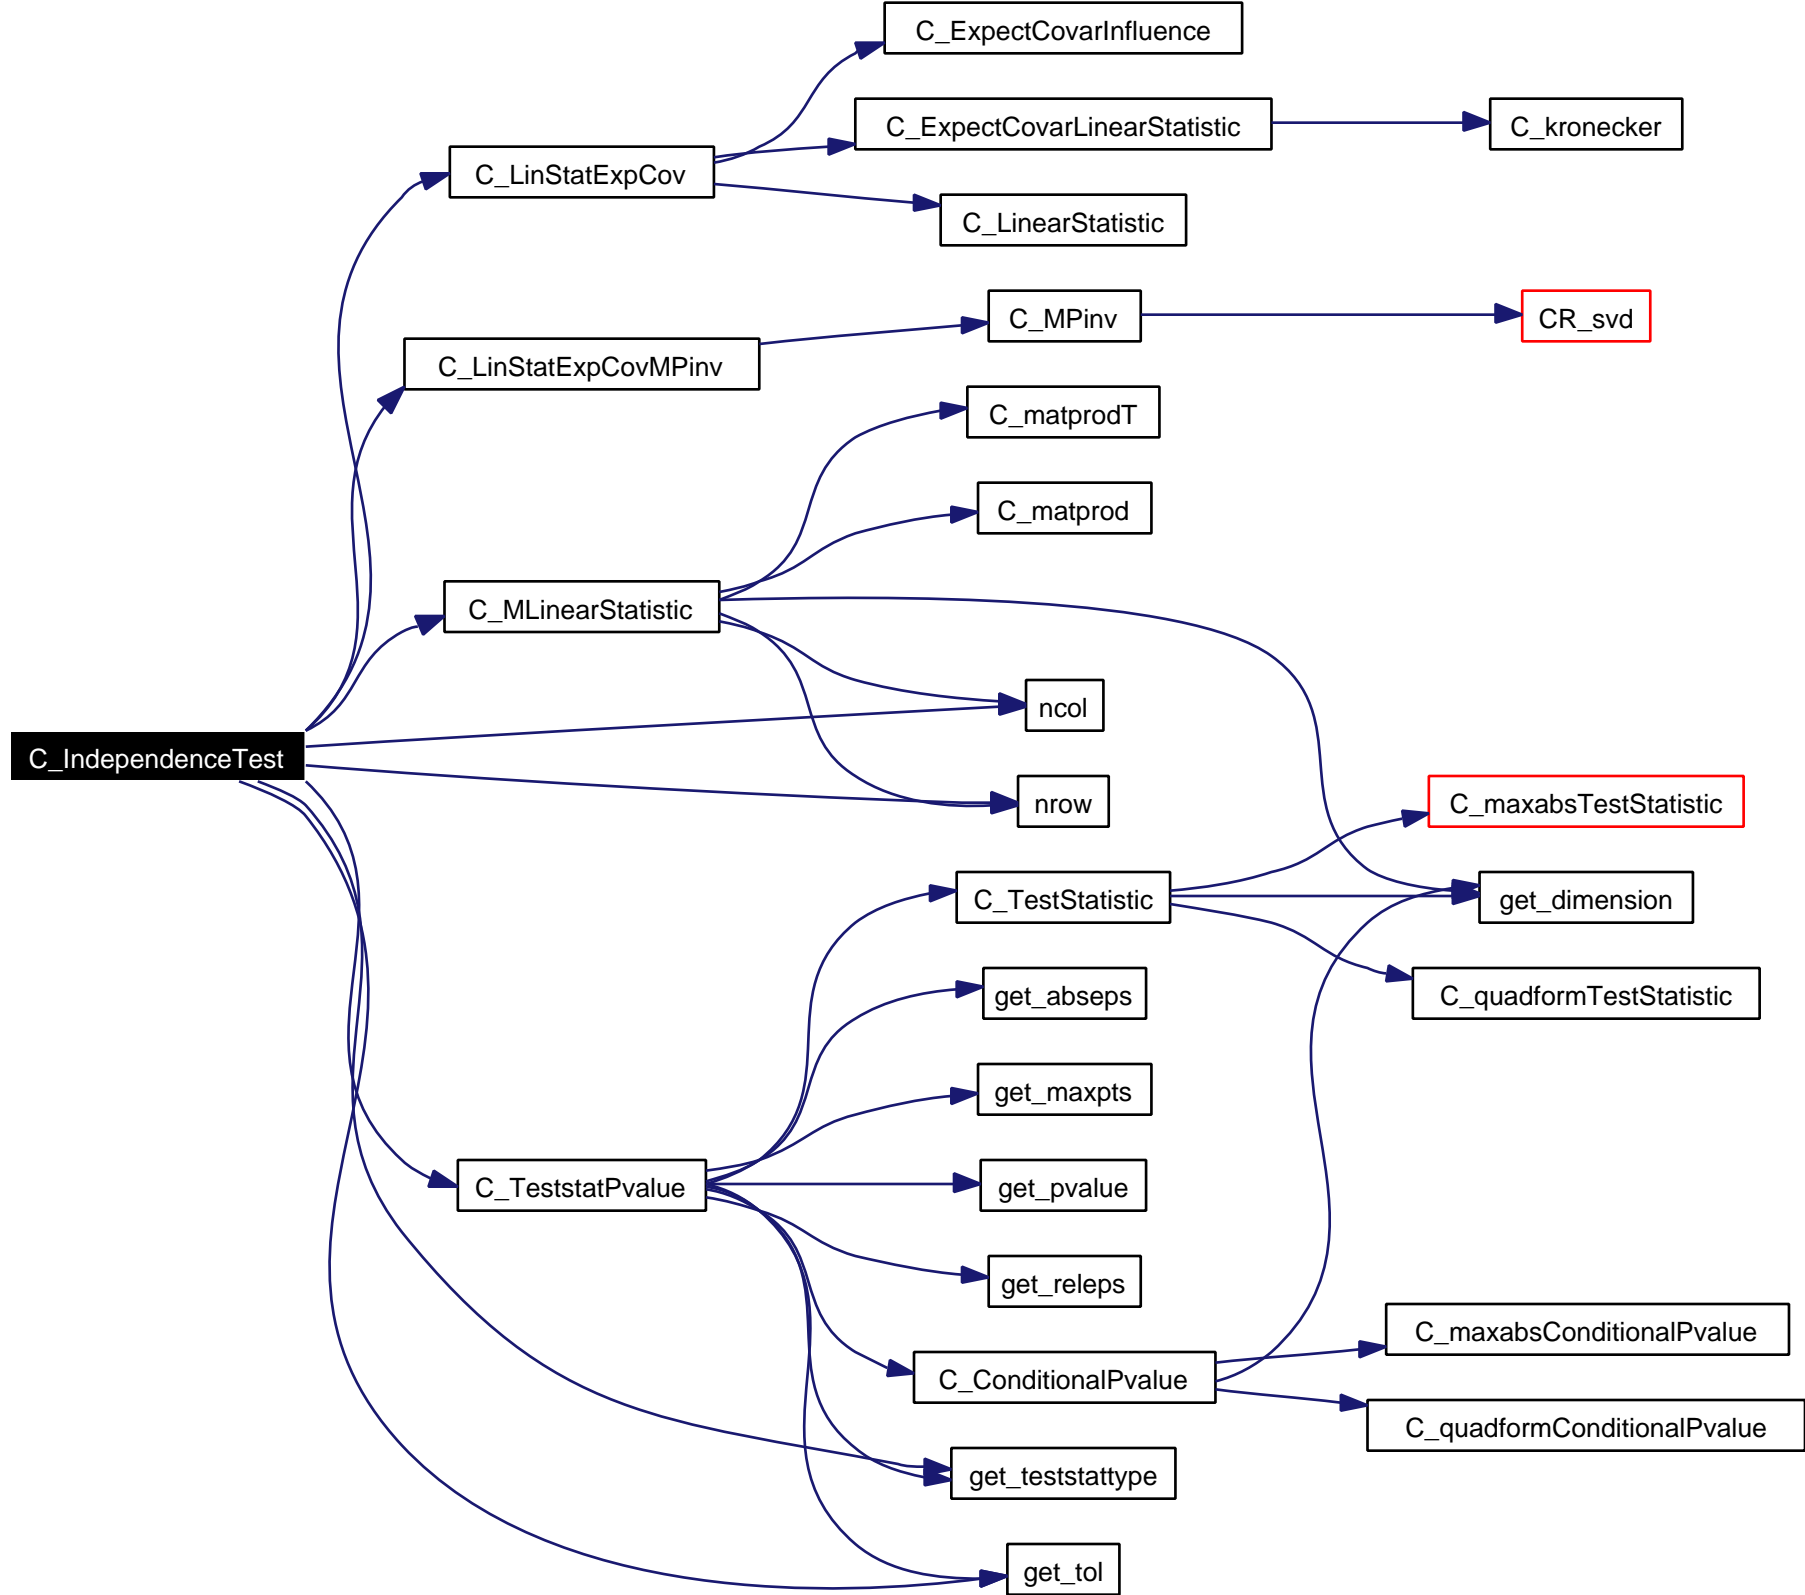 C_ExpectCovarInfluence
C_ExpectCovarLinearStatistic
C_kronecker
C_LinStatExpCov
C_LinearStatistic
C_MPinv
CR_svd
C_LinStatExpCovMPinv
C_matprodT
C_matprod
C_MLinearStatistic
ncol
C_IndependenceTest
nrow
C_maxabsTestStatistic
C_TestStatistic
get_dimension
get_abseps
C_quadformTestStatistic
get_maxpts
C_TeststatPvalue
get_pvalue
get_releps
C_maxabsConditionalPvalue
C_ConditionalPvalue
C_quadformConditionalPvalue
get_teststattype
get_tol